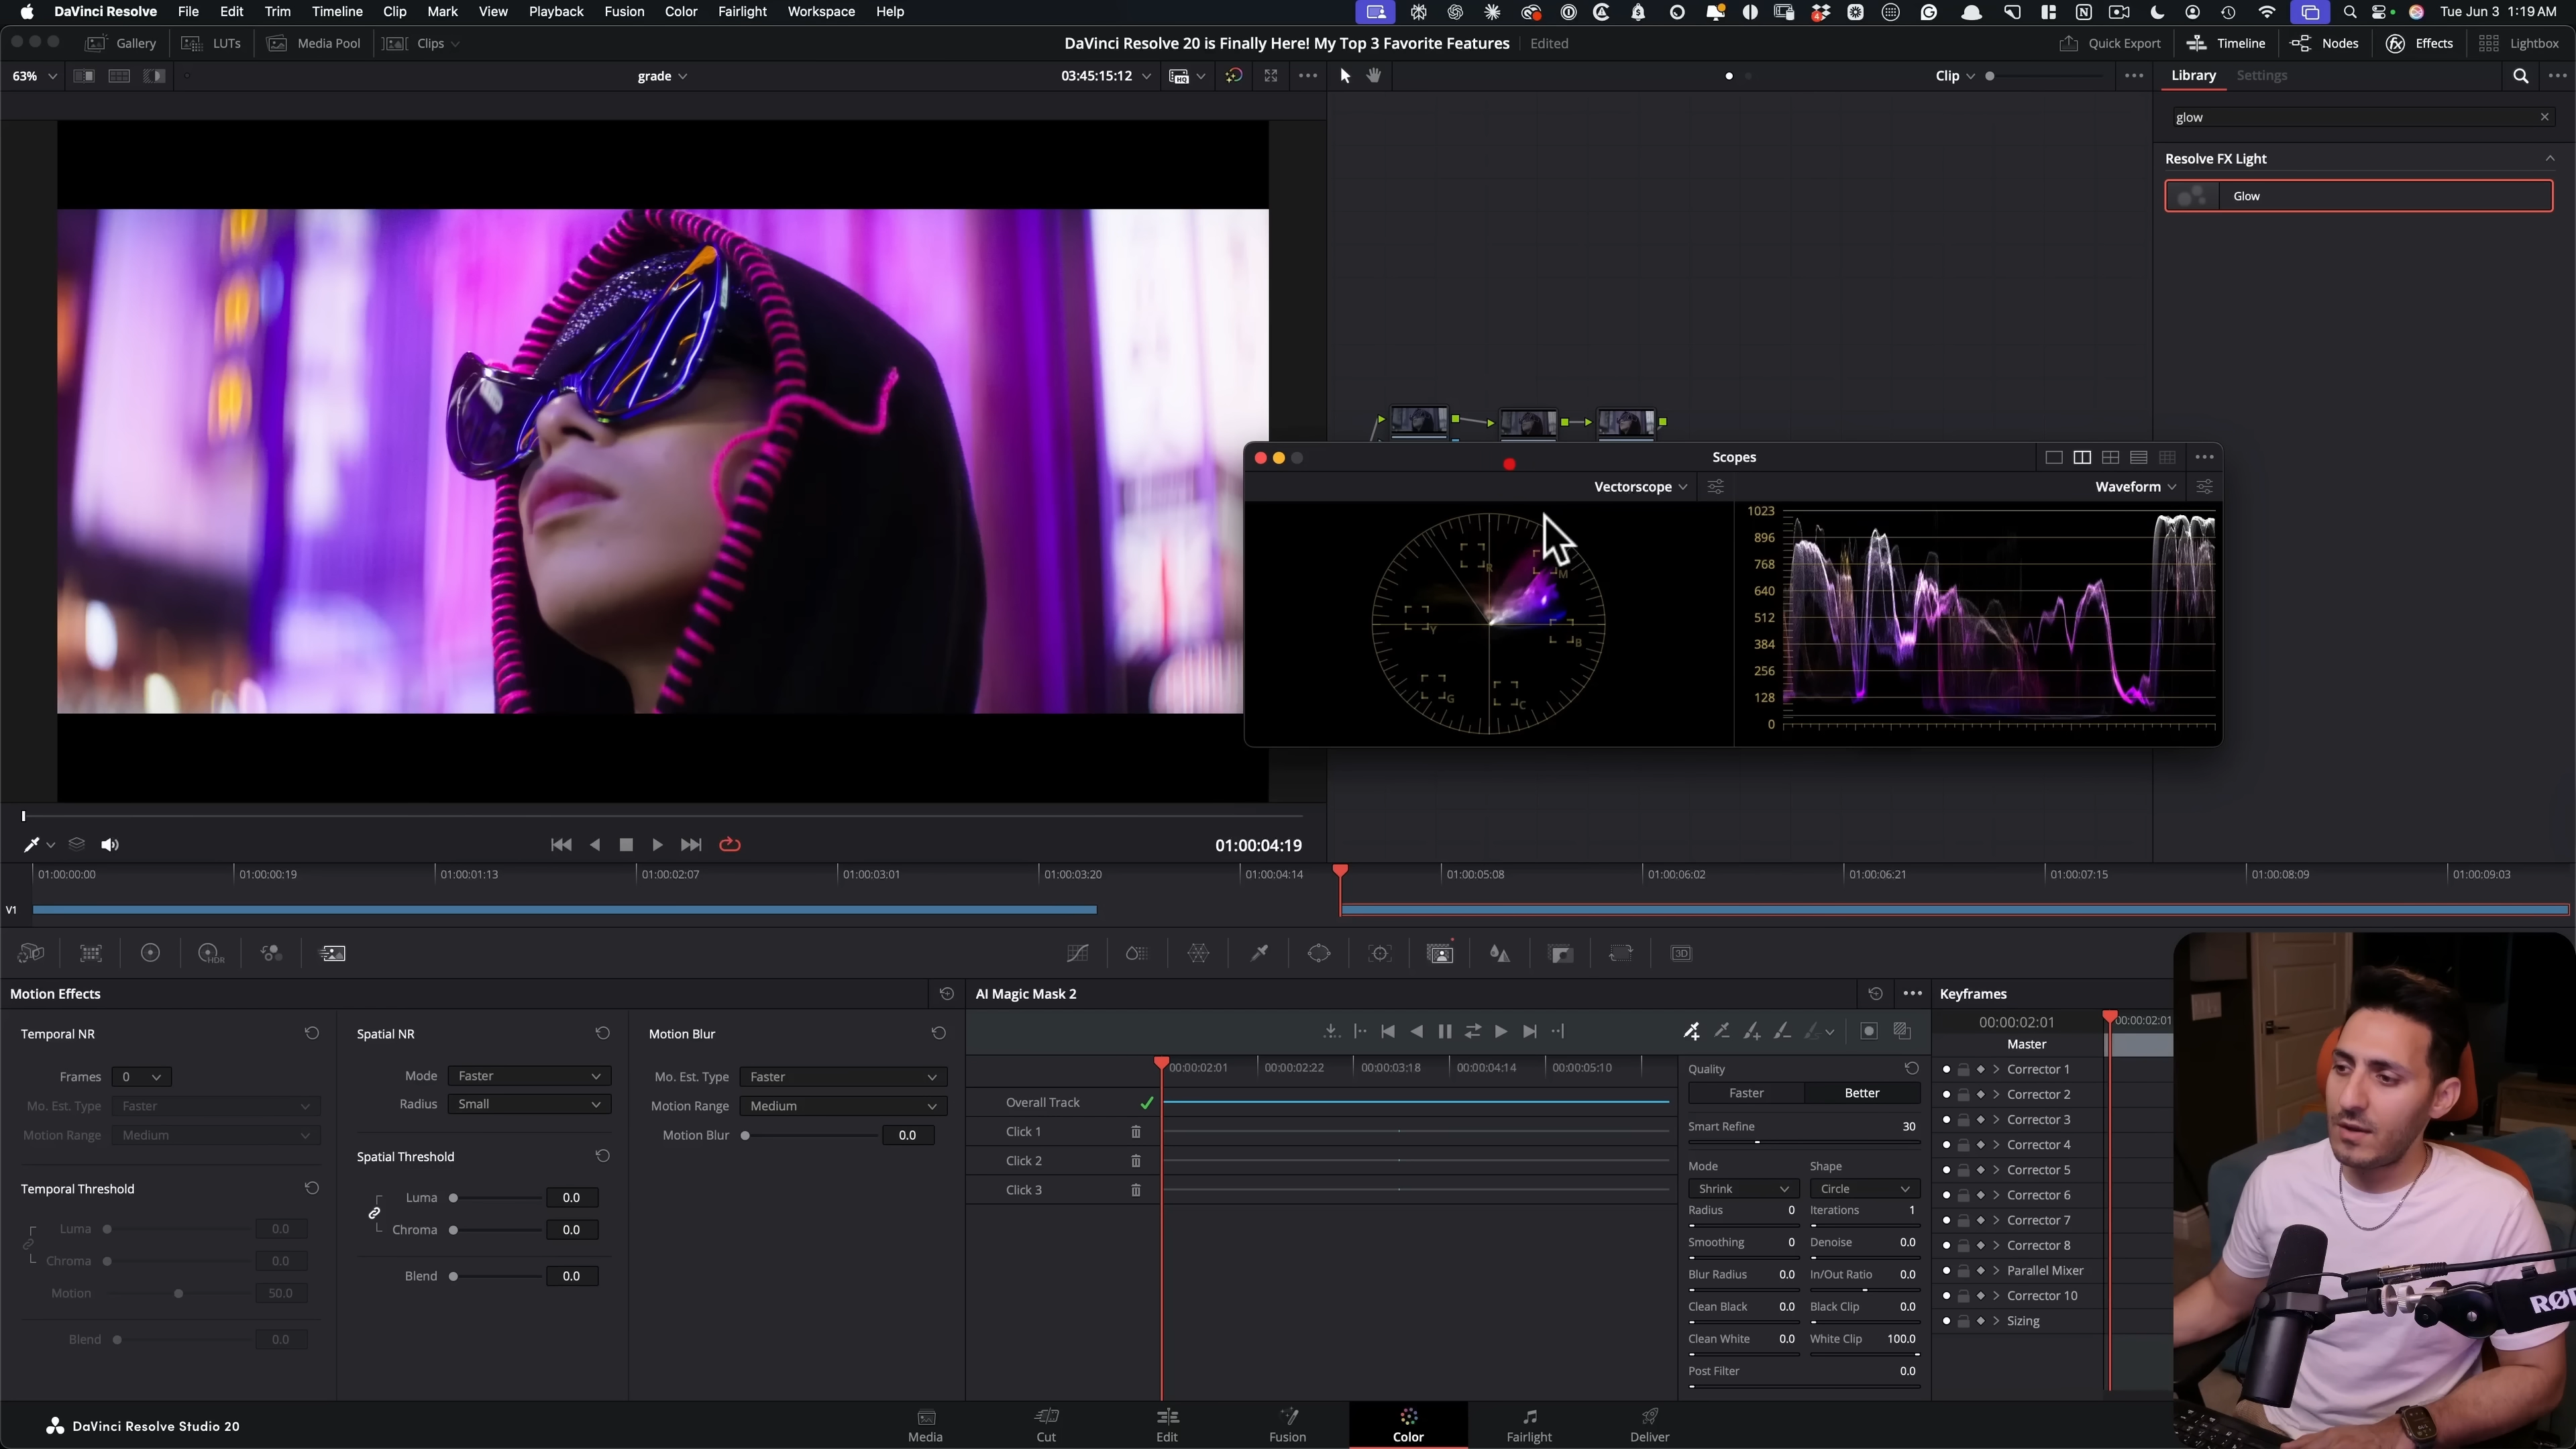 DaVinci Resolve File Edit Trim Timeline Clip Mark View Playback Fusion Color Fairlight Workspace Help Tue Jun 3 1:19 AM
Gallery LUTs Media Pool Clips DaVinci Resolve 20 is Finally Here! My Top 3 Favorite Features Edited Quick Export Timeline Nodes Effects Lightbox
63% grade 03:45:15:12 Clip Library Settings
glow
Resolve FX Light
Glow
Scopes
Vectorscope Waveform
1023
896
768
640
512
384
256
128
0
R
M
Y
B
G
C
01:00:04:19
01:00:00:00 01:00:00:19 01:00:01:13 01:00:02:07 01:00:03:01 01:00:03:20 01:00:04:14 01:00:05:08 01:00:06:02 01:00:06:21 01:00:07:15 01:00:08:09 01:00:09:03
V1
HDR 3D
Motion Effects AI Magic Mask 2 Keyframes
Temporal NR Spatial NR Motion Blur
Frames 0
Mo. Est. Type Faster
Motion Range Medium
Temporal Threshold
Luma 0.0
Chroma 0.0
Motion 50.0
Blend 0.0
Mode Faster
Radius Small
Spatial Threshold
Luma 0.0
Chroma 0.0
Blend 0.0
Mo. Est. Type Faster
Motion Range Medium
Motion Blur 0.0
00:00:02:01 00:00:02:22 00:00:03:18 00:00:04:14 00:00:05:10
Overall Track
Click 1
Click 2
Click 3
Quality
Faster Better
Smart Refine 30
Mode Shape
Shrink Circle
Radius 0 Iterations 1
Smoothing 0 Denoise 0.0
Blur Radius 0.0 In/Out Ratio 0.0
Clean Black 0.0 Black Clip 0.0
Clean White 0.0 White Clip 100.0
Post Filter 0.0
00:00:02:01 00:00:02:01
Master
Corrector 1
Corrector 2
Corrector 3
Corrector 4
Corrector 5
Corrector 6
Corrector 7
Corrector 8
Parallel Mixer
Corrector 10
Sizing
DaVinci Resolve Studio 20
Media Cut Edit Fusion Color Fairlight Deliver